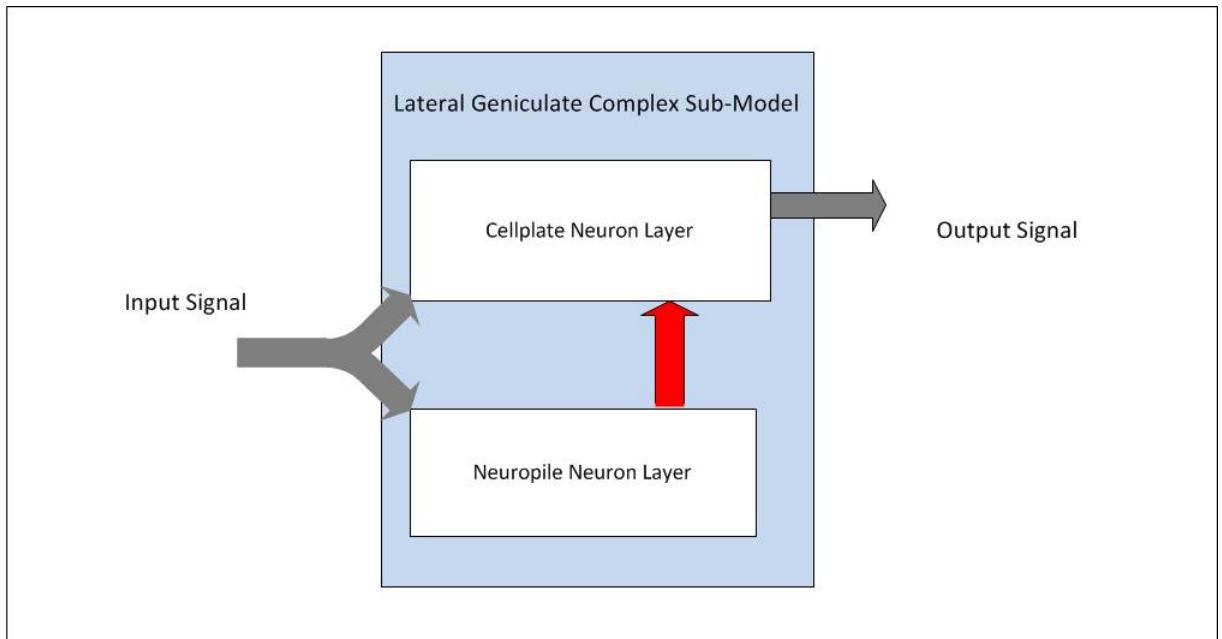 Lateral Geniculate Complex Sub-Model
Cellplate Neuron Layer
Output Signal
Input Signal
Neuropile Neuron Layer